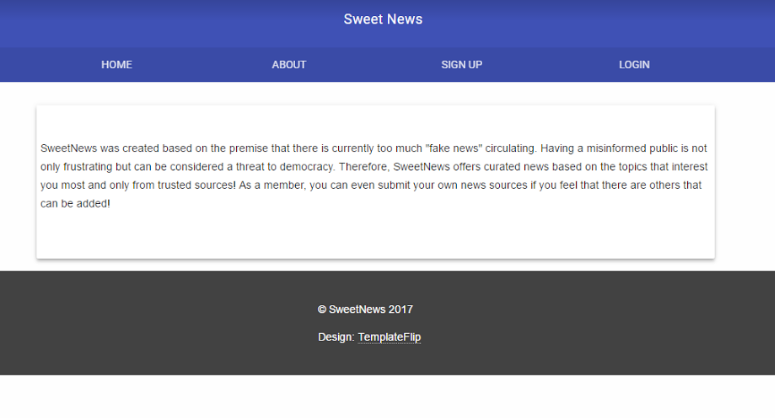 Sweet News
HOME ABOUT SIGN UP LOGIN
SweetNews was created based on the premise that there is currently too much "fake news" circulating. Having a misinformed public is not
only frustrating but can be considered a threat to democracy. Therefore, SweetNews offers curated news based on the topics that interest
you most and only from trusted sources! As a member, you can even submit your own news sources if you feel that there are others that
can be added!
© SweetNews 2017
Design: TemplateFlip